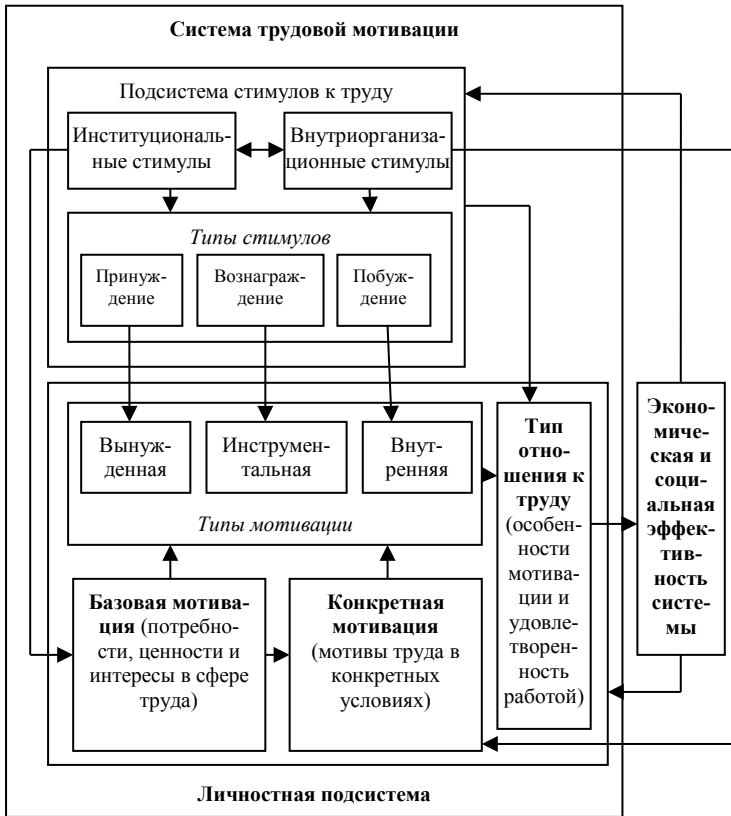 Система трудовой мотивации
Подсистема стимулов к труду
Институциональ-
ные стимулы
Внутриорганиза-
ционные стимулы
Типы стимулов
Принуж-
дение
Вознаграж-
дение
Побуж-
дение
Вынуж-
денная
Инструмен-
тальная
Внут-
ренняя
Типы мотивации
Тип
отно-
шения к
труду
(особен-
ности
мотива-
ции и
удовле-
творен-
ность
работой)
Эконо-
миче-
ская и
соци-
альная
эффек-
тив-
ность
систе-
мы
Базовая мотива-
ция (потребно-
сти, ценности и
интересы в сфере
труда)
Конкретная
мотивация
(мотивы труда в
конкретных
условиях)
Личностная подсистема